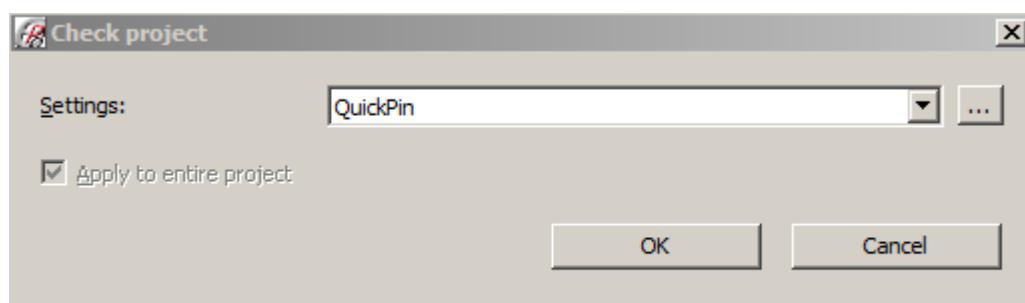 Check project
Settings: QuickPin ...
Apply to entire project
OK Cancel